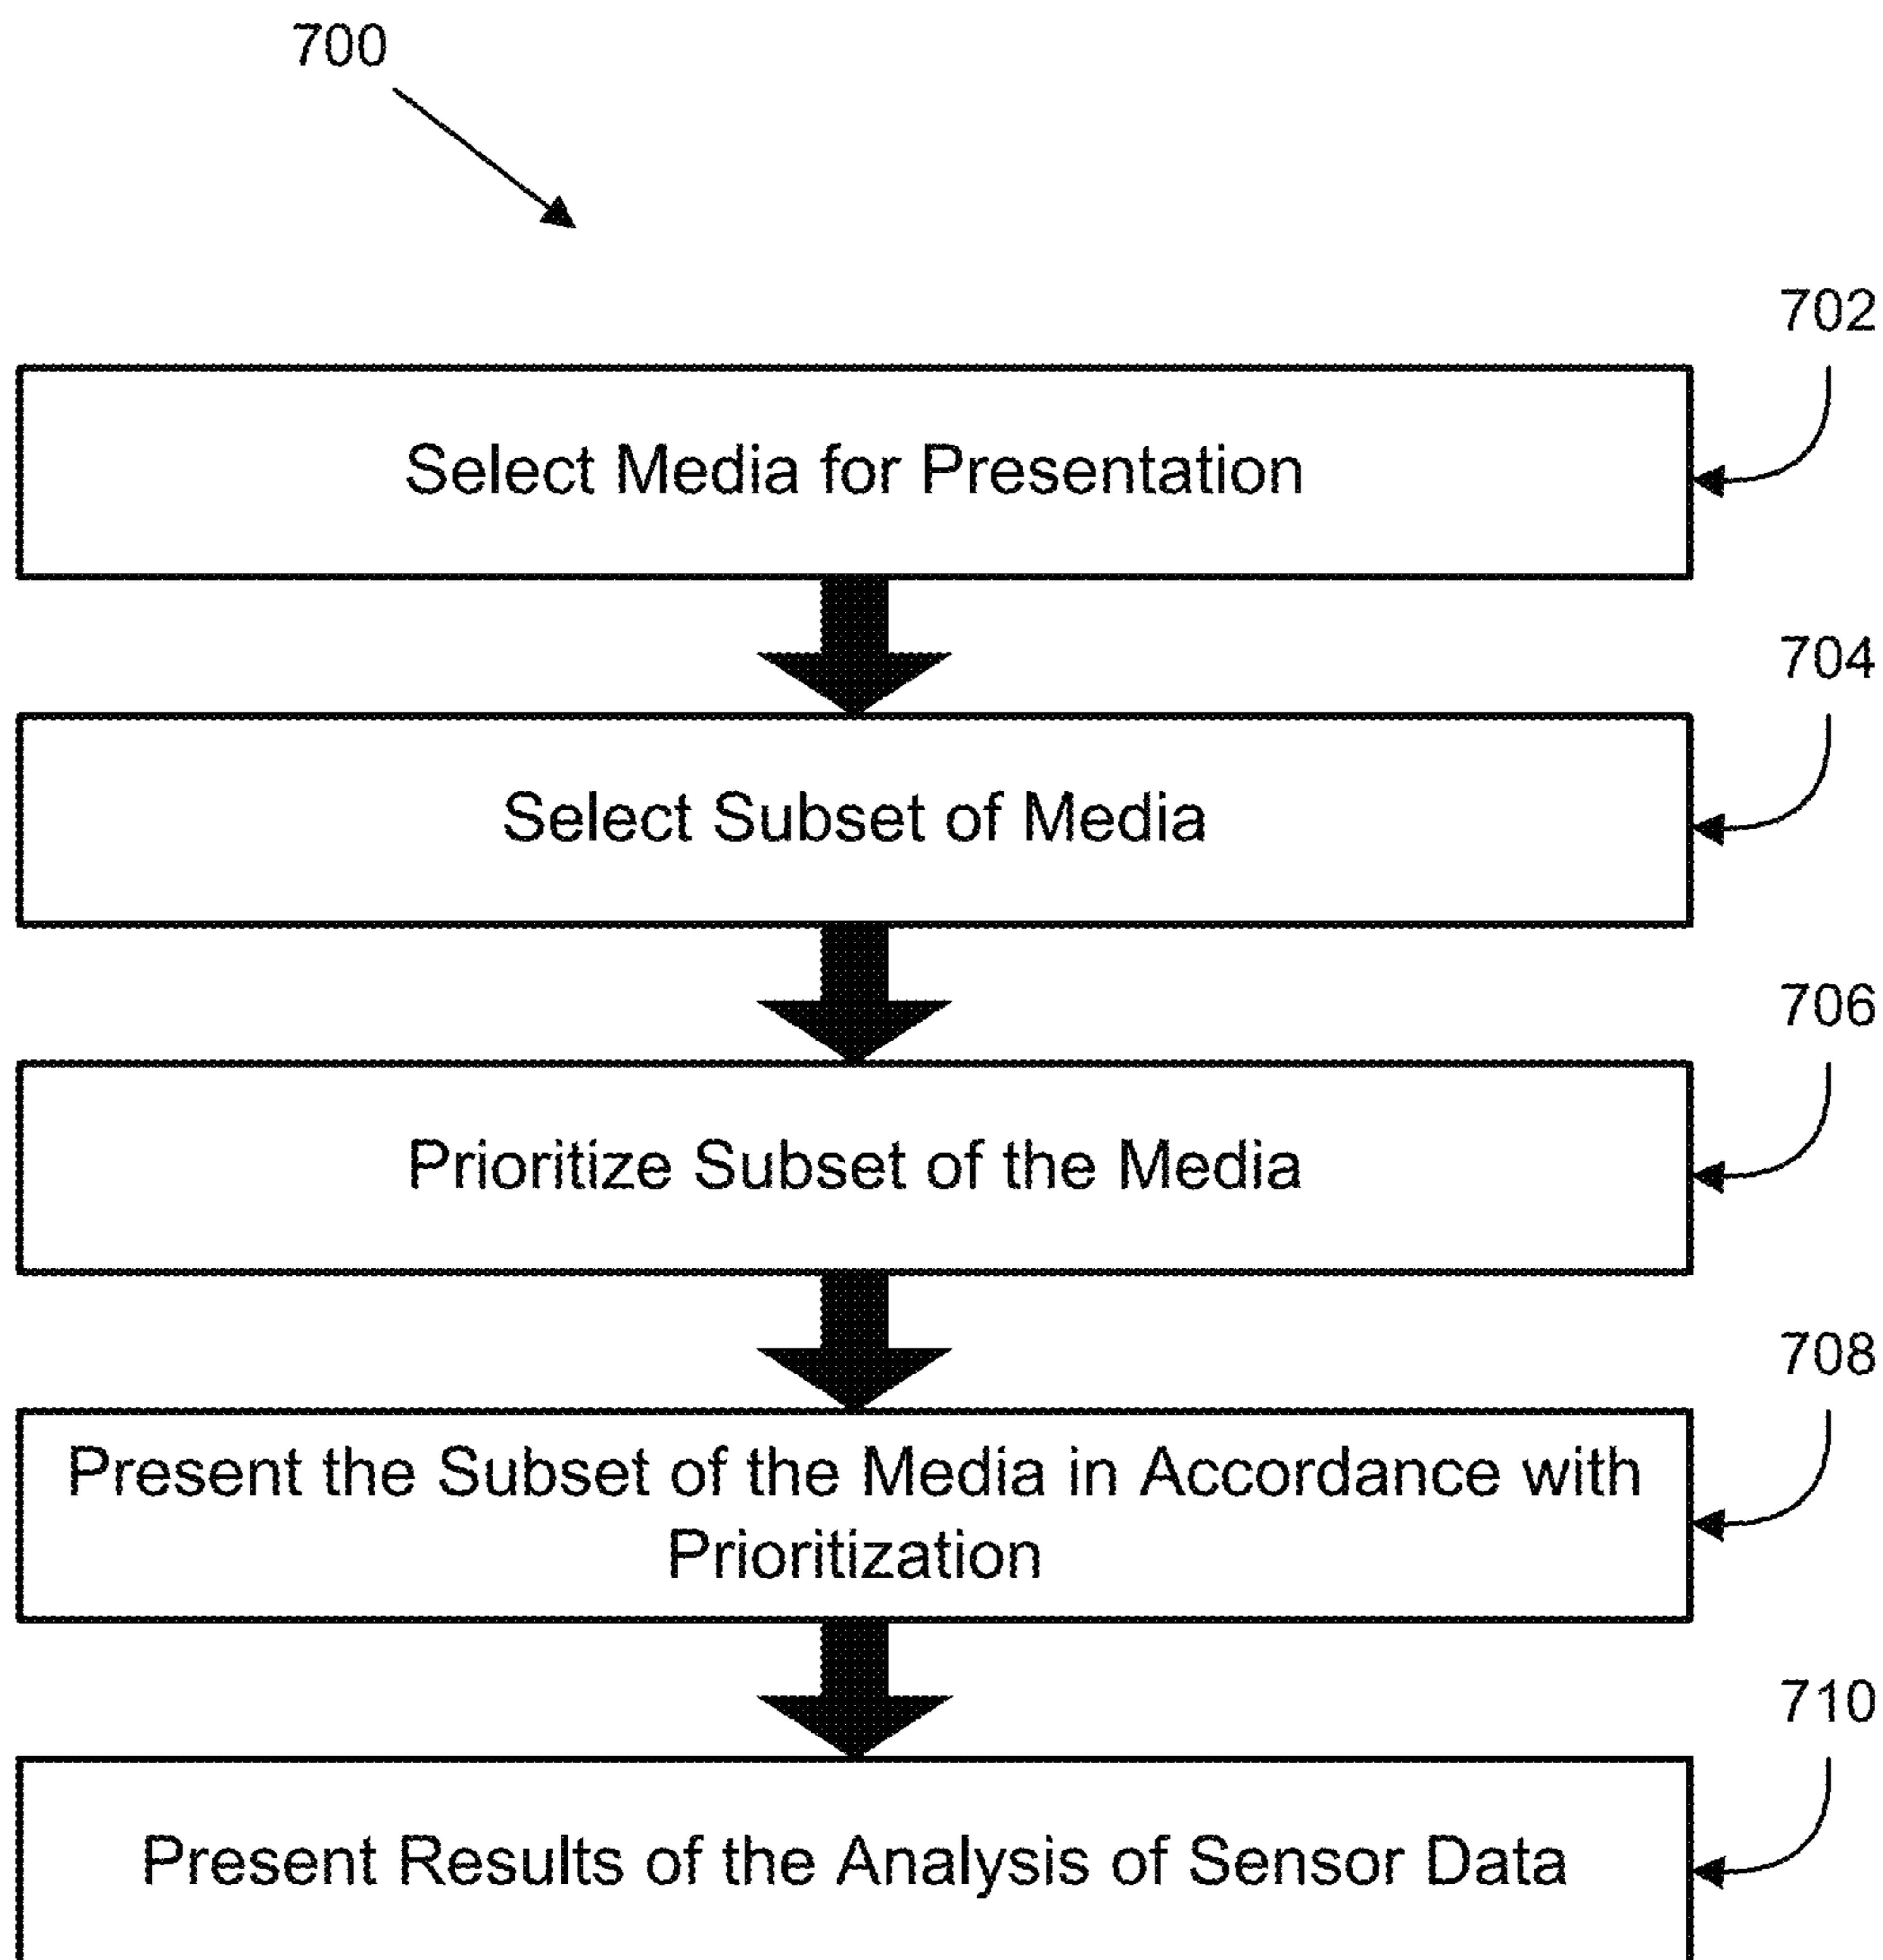 700
702
Select Media for Presentation
704
Select Subset of Media
706
Prioritize Subset of the Media
708
Present the Subset of the Media in Accordance with
Prioritization
710
Present Results of the Analysis of Sensor Data